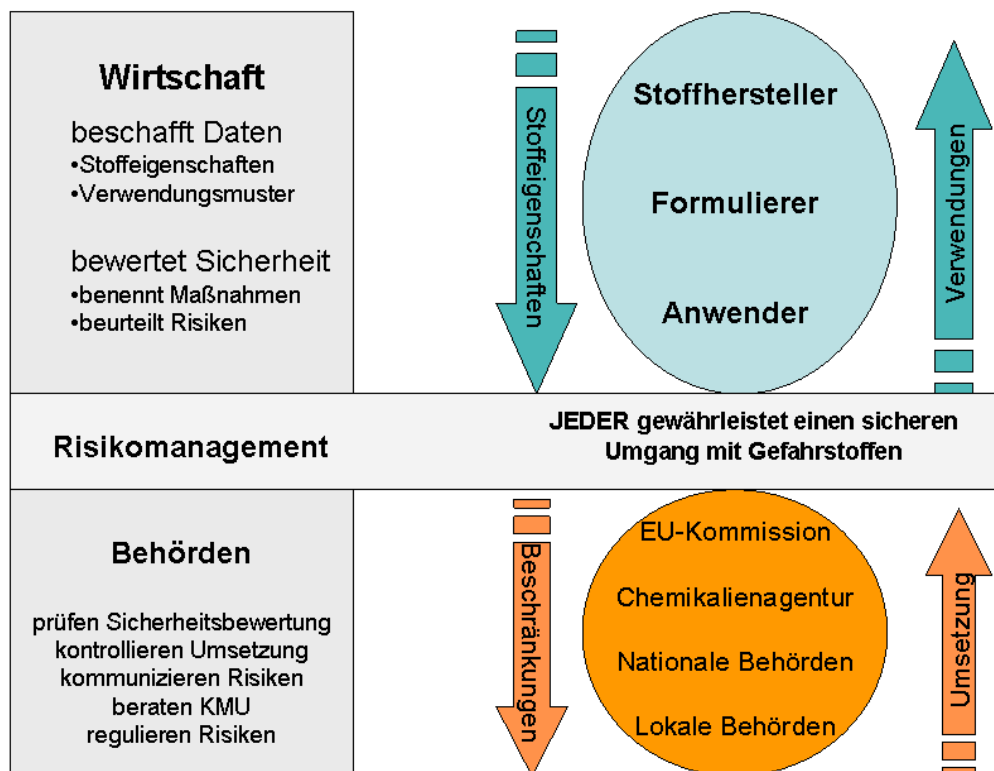 Wirtschaft
beschafft Daten
•Stoffeigenschaften
•Verwendungsmuster
bewertet Sicherheit
•benennt Maßnahmen
•beurteilt Risiken
Stoffeigenschaften
Stoffhersteller
Formulierer
Anwender
Verwendungen
Risikomanagement
JEDER gewährleistet einen sicheren
Umgang mit Gefahrstoffen
Behörden
prüfen Sicherheitsbewertung
kontrollieren Umsetzung
kommunizieren Risiken
beraten KMU
regulieren Risiken
Beschränkungen
EU-Kommission
Chemikalienagentur
Nationale Behörden
Lokale Behörden
Umsetzung